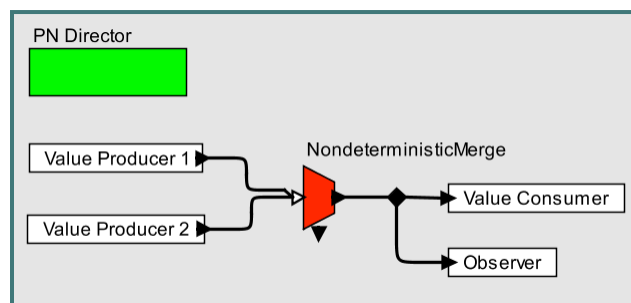 PN Director
NondeterministicMerge
Value Producer 1
Value Consumer
Value Producer 2
Observer